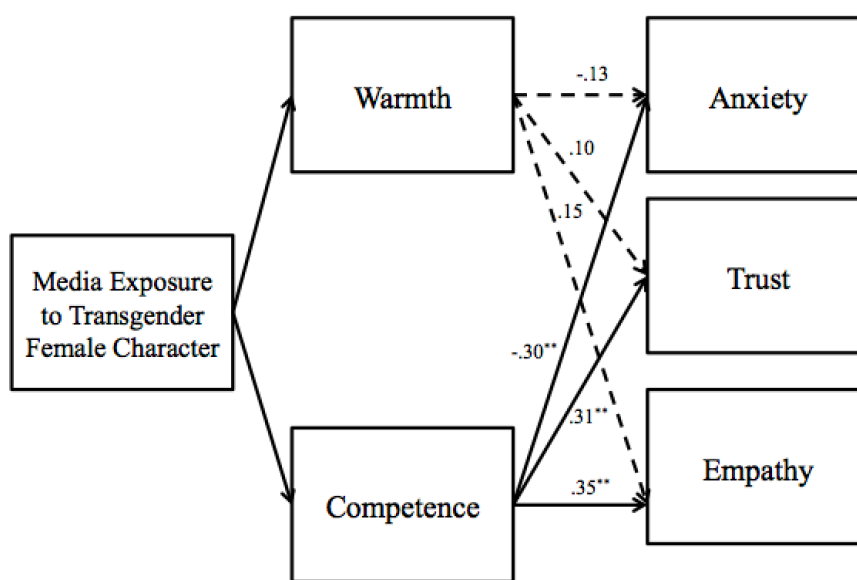 Warmth
-.13
Anxiety
.10
.15
Media Exposure
to Transgender
Female Character
Trust
-.30**
.31**
Competence
.35**
Empathy